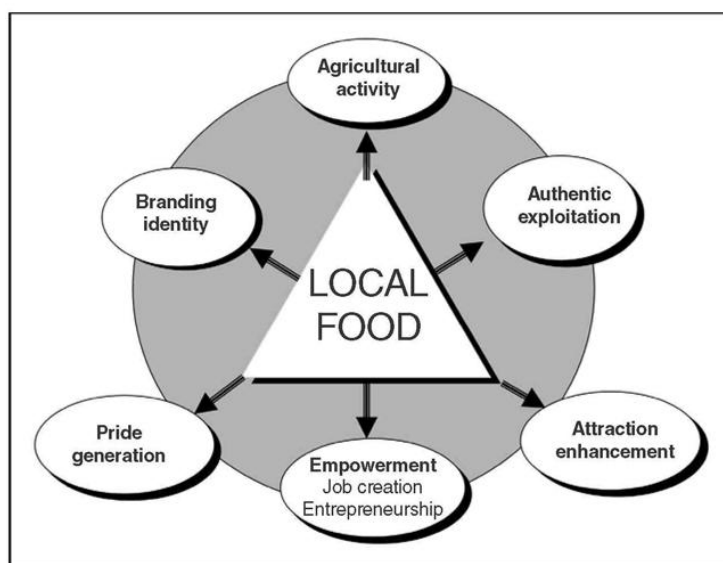 Agricultural
activity
Branding
identity
Authentic
exploitation
LOCAL
FOOD
Pride
generation
Empowerment
Job creation
Entrepreneurship
Attraction
enhancement